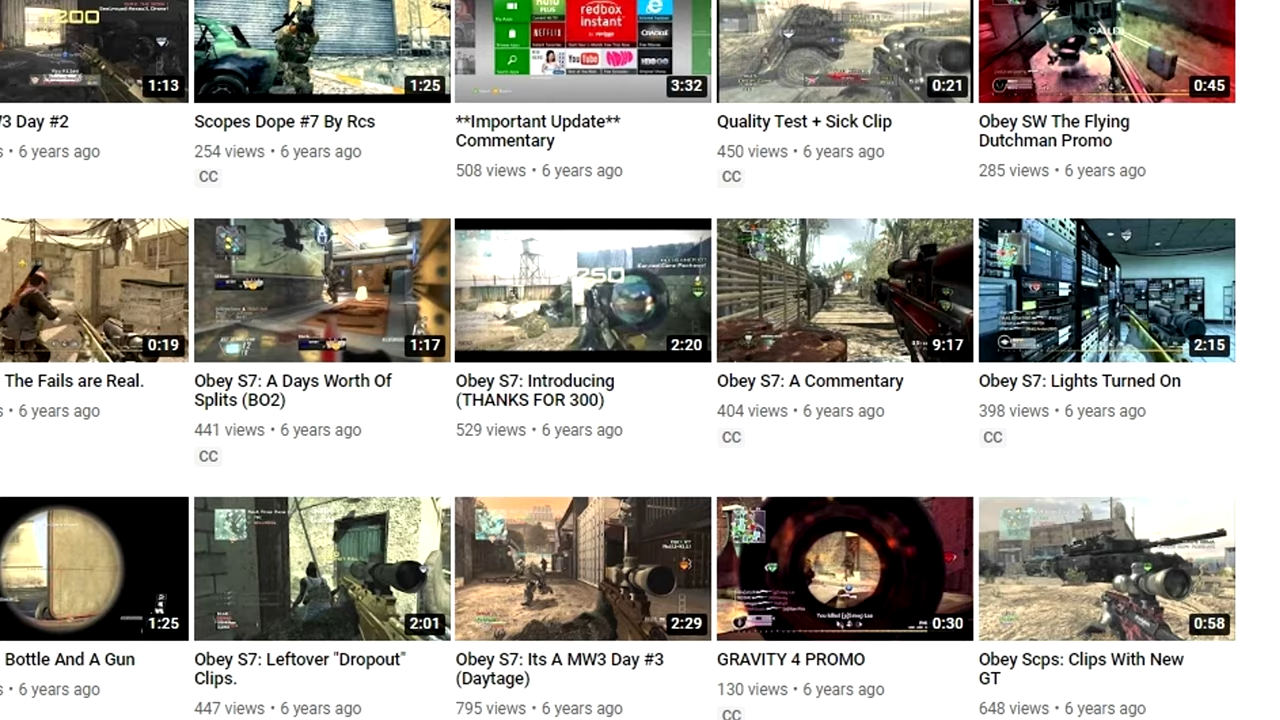 +200
redbox
instant
NETFLIX
CRACKLE
YouTube
HBO GO
1:13
1:25
3:32
0:21
0:45
/3 Day #2
Scopes Dope #7 By Rcs
**Important Update**
Commentary
Quality Test + Sick Clip
Obey SW The Flying
Dutchman Promo
s • 6 years ago
254 views • 6 years ago
508 views • 6 years ago
450 views • 6 years ago
285 views • 6 years ago
CC
CC
250
0:19
1:17
2:20
9:17
2:15
The Fails are Real.
Obey S7: A Days Worth Of
Splits (BO2)
Obey S7: Introducing
(THANKS FOR 300)
Obey S7: A Commentary
Obey S7: Lights Turned On
s • 6 years ago
441 views • 6 years ago
529 views • 6 years ago
404 views • 6 years ago
398 views • 6 years ago
CC
CC
CC
1:25
2:01
2:29
0:30
0:58
Bottle And A Gun
Obey S7: Leftover "Dropout"
Clips.
Obey S7: Its A MW3 Day #3
(Daytage)
GRAVITY 4 PROMO
Obey Scps: Clips With New
GT
s • 6 years ago
447 views • 6 years ago
795 views • 6 years ago
130 views • 6 years ago
648 views • 6 years ago
CC